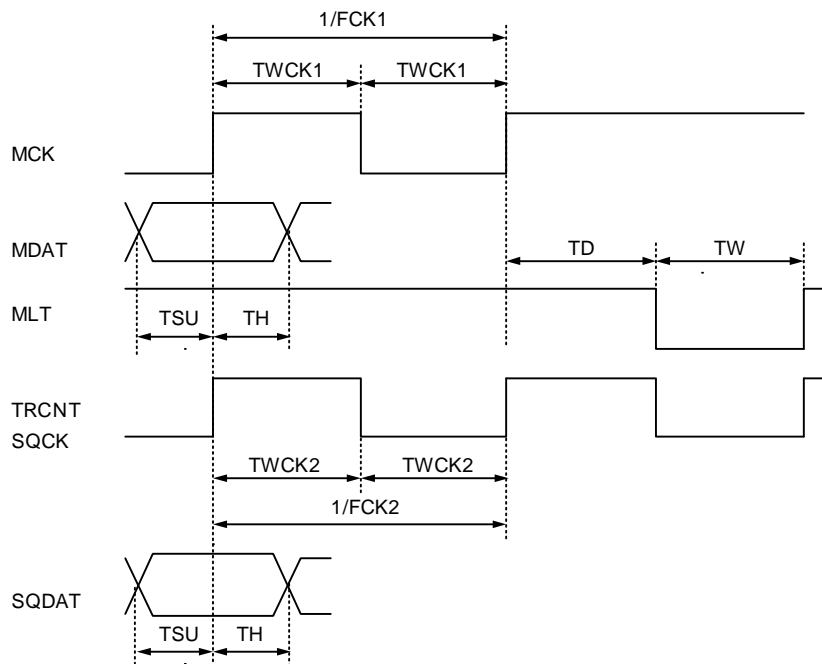 1/FCK1
TWCK1 TWCK1
MCK
MDAT
TD TW
MLT
TSU TH
TRCNT
SQCK
TWCK2 TWCK2
1/FCK2
SQDAT
TSU TH